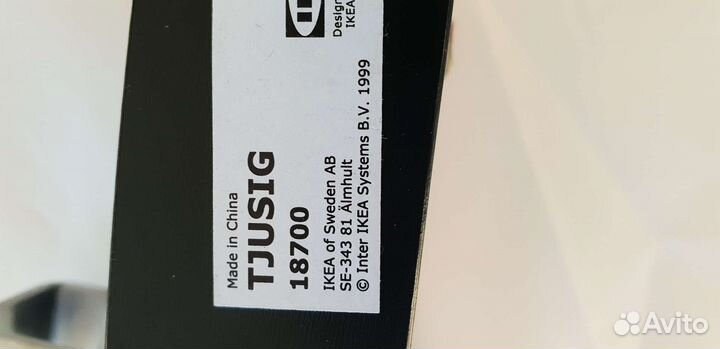 Design
IKEA
Made in China
TJUSIG
18700
IKEA of Sweden AB
SE-343 81 Älmhult
© Inter IKEA Systems B.V. 1999
Avito